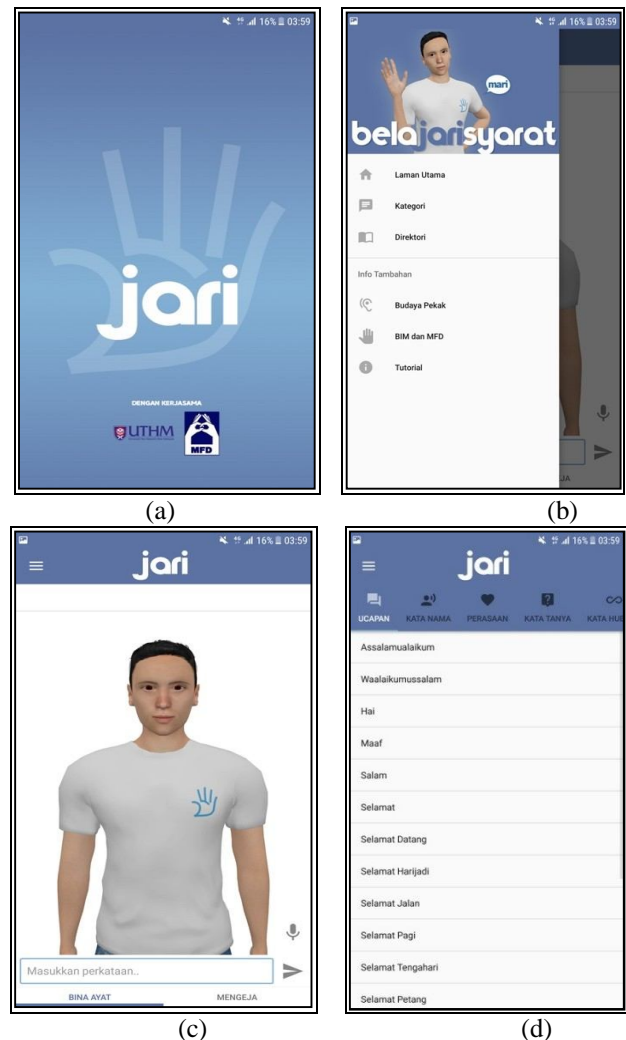 16% 03:59
jari
DENGAN KERJASAMA
UTHM
MFD
(a)
16% 03:59
mari
belajarisyarat
Laman Utama
Kategori
Direktori
Info Tambahan
Budaya Pekak
BIM dan MFD
Tutorial
JA
(b)
16% 03:59
jari
Masukkan perkataan..
BINA AYAT MENGEJA
(c)
16% 03:59
jari
UCAPAN KATA NAMA PERASAAN KATA TANYA KATA HU
Assalamualaikum
Waalaikumussalam
Hai
Maaf
Salam
Selamat
Selamat Datang
Selamat Harijadi
Selamat Jalan
Selamat Pagi
Selamat Tengahari
Selamat Petang
(d)